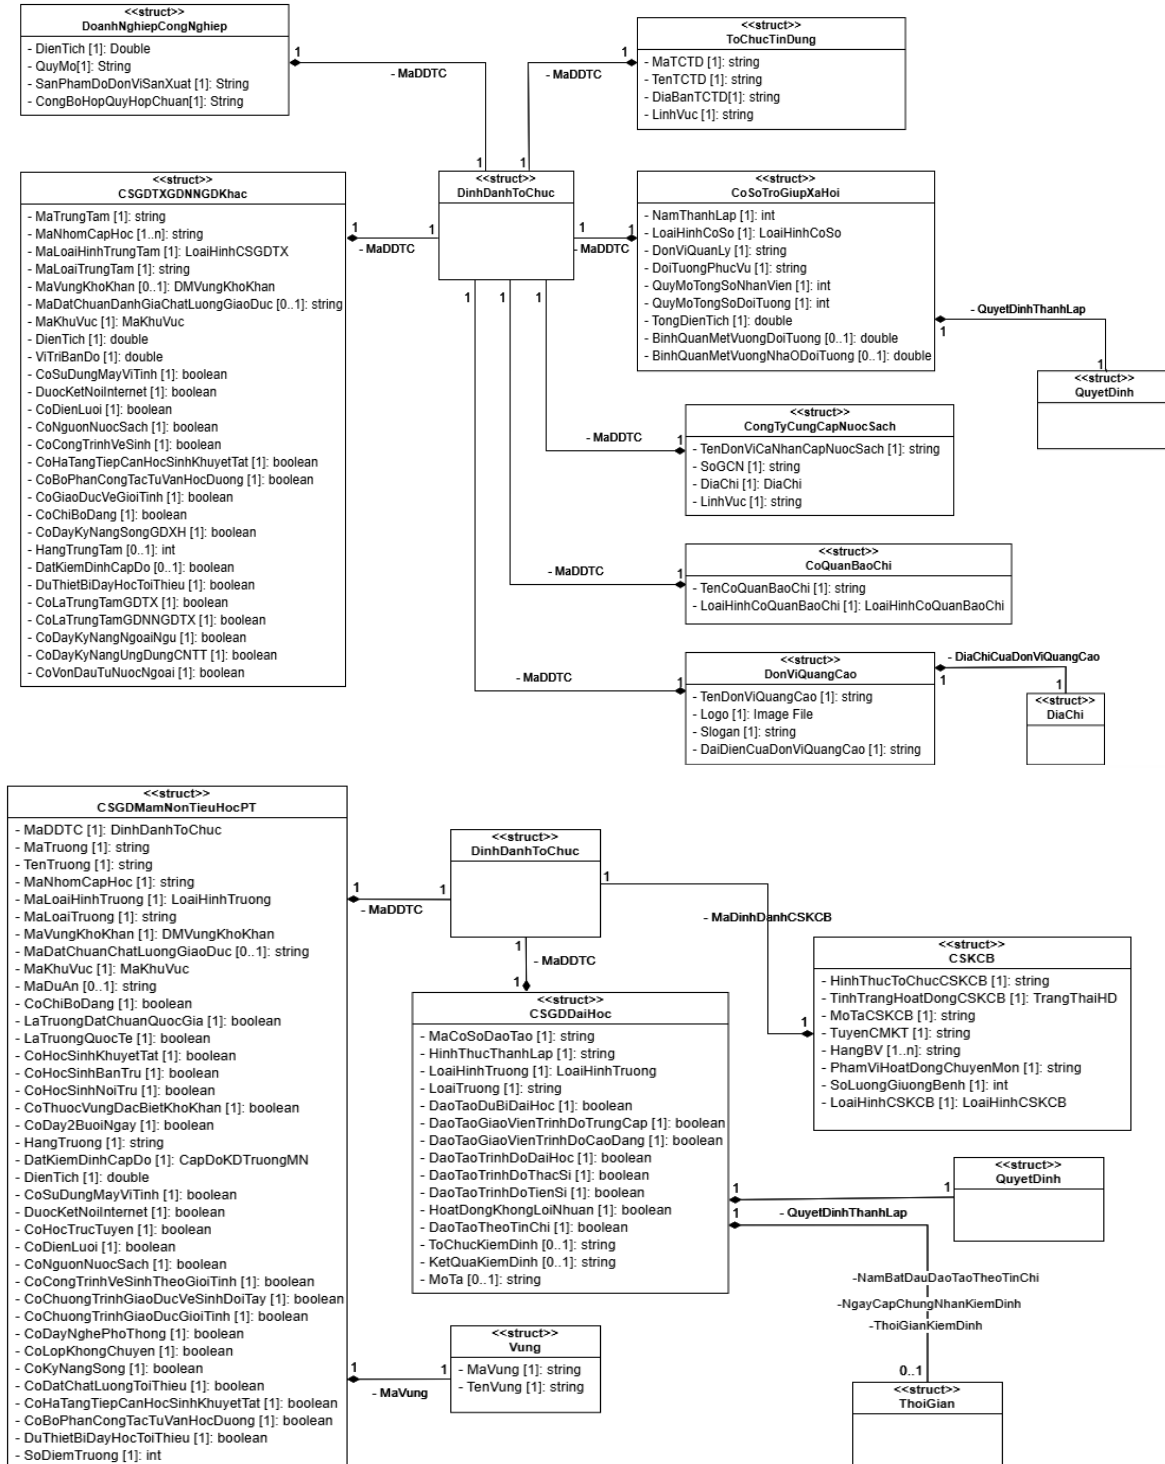 <<struct>>
DoanhNghiepCongNghiep
- DienTich [1]: Double
- QuyMo[1]: String
- SanPhamDoDonViSanXuat [1]: String
- CongBoHopQuyHopChuan[1]: String
1
- MaDDTC
1
<<struct>>
ToChucTinDung
- MaTCTD [1]: string
- TenTCTD [1]: string
- DiaBanTCTD[1]: string
- LinhVuc [1]: string
1
- MaDDTC
1
<<struct>>
CSGDTXGDNNGDKhac
- MaTrungTam [1]: string
- MaNhomCapHoc [1..n]: string
- MaLoaiHinhTrungTam [1]: LoaiHinhCSGDTX
- MaLoaiTrungTam [1]: string
- MaVungKhoKhan [0..1]: DMVungKhoKhan
- MaDatChuanDanhGiaChatLuongGiaoDuc [0..1]: string
- MaKhuVuc [1]: MaKhuVuc
- DienTich [1]: double
- ViTriBanDo [1]: double
- CoSuDungMayViTinh [1]: boolean
- DuocKetNoiInternet [1]: boolean
- CoDienLuoi [1]: boolean
- CoNguonNuocSach [1]: boolean
- CoCongTrinhVeSinh [1]: boolean
- CoHaTangTiepCanHocSinhKhuyetTat [1]: boolean
- CoBoPhanCongTacTuVanHocDuong [1]: boolean
- CoGiaoDucVeGioiTinh [1]: boolean
- CoChiBoDang [1]: boolean
- CoDayKyNangSongGDXH [1]: boolean
- HangTrungTam [0..1]: int
- DatKiemDinhCapDo [0..1]: boolean
- DuThietBiDayHocToiThieu [1]: boolean
- CoLaTrungTamGDTX [1]: boolean
- CoLaTrungTamGDNNGDTX [1]: boolean
- CoDayKyNangNgoaiNgu [1]: boolean
- CoDayKyNangUngDungCNTT [1]: boolean
- CoVonDauTuNuocNgoai [1]: boolean
1
- MaDDTC
1
<<struct>>
DinhDanhToChuc
1
- MaDDTC
1
<<struct>>
CoSoTroGiupXaHoi
- NamThanhLap [1]: int
- LoaiHinhCoSo [1]: LoaiHinhCoSo
- DonViQuanLy [1]: string
- DoiTuongPhucVu [1]: string
- QuyMoTongSoNhanVien [1]: int
- QuyMoTongSoDoiTuong [1]: int
- TongDienTich [1]: double
- BinhQuanMetVuongDoiTuong [0..1]: double
- BinhQuanMetVuongNhaODoiTuong [0..1]: double
- QuyetDinhThanhLap
1
1
<<struct>>
QuyetDinh
1
1
1
- MaDDTC
1
<<struct>>
CongTyCungCapNuocSach
- TenDonViCaNhanCapNuocSach [1]: string
- SoGCN [1]: string
- DiaChi [1]: DiaChi
- LinhVuc [1]: string
- MaDDTC
1
<<struct>>
CoQuanBaoChi
- TenCoQuanBaoChi [1]: string
- LoaiHinhCoQuanBaoChi [1]: LoaiHinhCoQuanBaoChi
- MaDDTC
1
<<struct>>
DonViQuangCao
- TenDonViQuangCao [1]: string
- Logo [1]: Image File
- Slogan [1]: string
- DaiDienCuaDonViQuangCao [1]: string
- DiaChiCuaDonViQuangCao
1
1
<<struct>>
DiaChi
<<struct>>
CSGDMamNonTieuHocPT
- MaDDTC [1]: DinhDanhToChuc
- MaTruong [1]: string
- TenTruong [1]: string
- MaNhomCapHoc [1]: string
- MaLoaiHinhTruong [1]: LoaiHinhTruong
- MaLoaiTruong [1]: string
- MaVungKhoKhan [1]: DMVungKhoKhan
- MaDatChuanChatLuongGiaoDuc [0..1]: string
- MaKhuVuc [1]: MaKhuVuc
- MaDuAn [0..1]: string
- CoChiBoDang [1]: boolean
- LaTruongDatChuanQuocGia [1]: boolean
- LaTruongQuocTe [1]: boolean
- CoHocSinhKhuyetTat [1]: boolean
- CoHocSinhBanTru [1]: boolean
- CoHocSinhNoiTru [1]: boolean
- CoThuocVungDacBietKhoKhan [1]: boolean
- CoDay2BuoiNgay [1]: boolean
- HangTruong [1]: string
- DatKiemDinhCapDo [1]: CapDoKDTruongMN
- DienTich [1]: double
- CoSuDungMayViTinh [1]: boolean
- DuocKetNoiInternet [1]: boolean
- CoHocTrucTuyen [1]: boolean
- CoDienLuoi [1]: boolean
- CoNguonNuocSach [1]: boolean
- CoCongTrinhVeSinhTheoGioiTinh [1]: boolean
- CoChuongTrinhGiaoDucVeSinhDoiTay [1]: boolean
- CoChuongTrinhGiaoDucGioiTinh [1]: boolean
- CoDayNghePhoThong [1]: boolean
- CoLopKhongChuyen [1]: boolean
- CoKyNangSong [1]: boolean
- CoDatChatLuongToiThieu [1]: boolean
- CoHaTangTiepCanHocSinhKhuyetTat [1]: boolean
- CoBoPhanCongTacTuVanHocDuong [1]: boolean
- DuThietBiDayHocToiThieu [1]: boolean
- SoDiemTruong [1]: int
1
- MaDDTC
1
<<struct>>
DinhDanhToChuc
1
- MaDinhDanhCSKCB
1
<<struct>>
CSKCB
- HinhThucToChucCSKCB [1]: string
- TinhTrangHoatDongCSKCB [1]: TrangThaiHD
- MoTaCSKCB [1]: string
- TuyenCMKT [1]: string
- HangBV [1..n]: string
- PhamViHoatDongChuyenMon [1]: string
- SoLuongGiuongBenh [1]: int
- LoaiHinhCSKCB [1]: LoaiHinhCSKCB
1
- MaDDTC
1
<<struct>>
CSGDDaiHoc
- MaCoSoDaoTao [1]: string
- HinhThucThanhLap [1]: string
- LoaiHinhTruong [1]: LoaiHinhTruong
- LoaiTruong [1]: string
- DaoTaoDuBiDaiHoc [1]: boolean
- DaoTaoGiaoVienTrinhDoTrungCap [1]: boolean
- DaoTaoGiaoVienTrinhDoCaoDang [1]: boolean
- DaoTaoTrinhDoDaiHoc [1]: boolean
- DaoTaoTrinhDoThacSi [1]: boolean
- DaoTaoTrinhDoTienSi [1]: boolean
- HoatDongKhongLoiNhuan [1]: boolean
- DaoTaoTheoTinChi [1]: boolean
- ToChucKiemDinh [0..1]: string
- KetQuaKiemDinh [0..1]: string
- MoTa [0..1]: string
1
1
<<struct>>
QuyetDinh
1
- QuyetDinhThanhLap
-NamBatDauDaoTaoTheoTinChi
-NgayCapChungNhanKiemDinh
-ThoiGianKiemDinh
0..1
<<struct>>
ThoiGian
1
- MaVung
1
<<struct>>
Vung
- MaVung [1]: string
- TenVung [1]: string